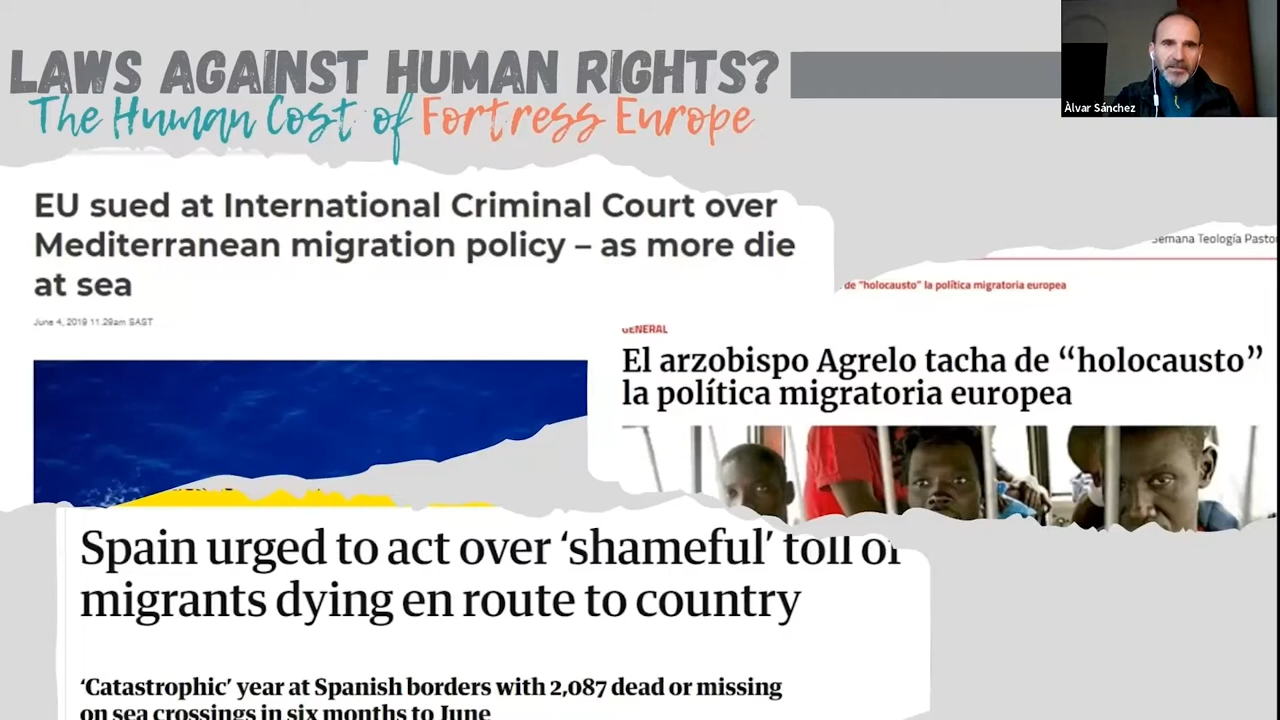 LAWS AGAINST HUMAN RIGHTS?
The Human Cost of Fortress Europe
Àlvar Sánchez
EU sued at International Criminal Court over
Mediterranean migration policy – as more die
at sea
June 4, 2019 11.29am SAST
Semana Teología Pasto
de "holocausto" la política migratoria europea
GENERAL
El arzobispo Agrelo tacha de “holocausto”
la política migratoria europea
Spain urged to act over ‘shameful’ toll of
migrants dying en route to country
‘Catastrophic’ year at Spanish borders with 2,087 dead or missing
on sea crossings in six months to June